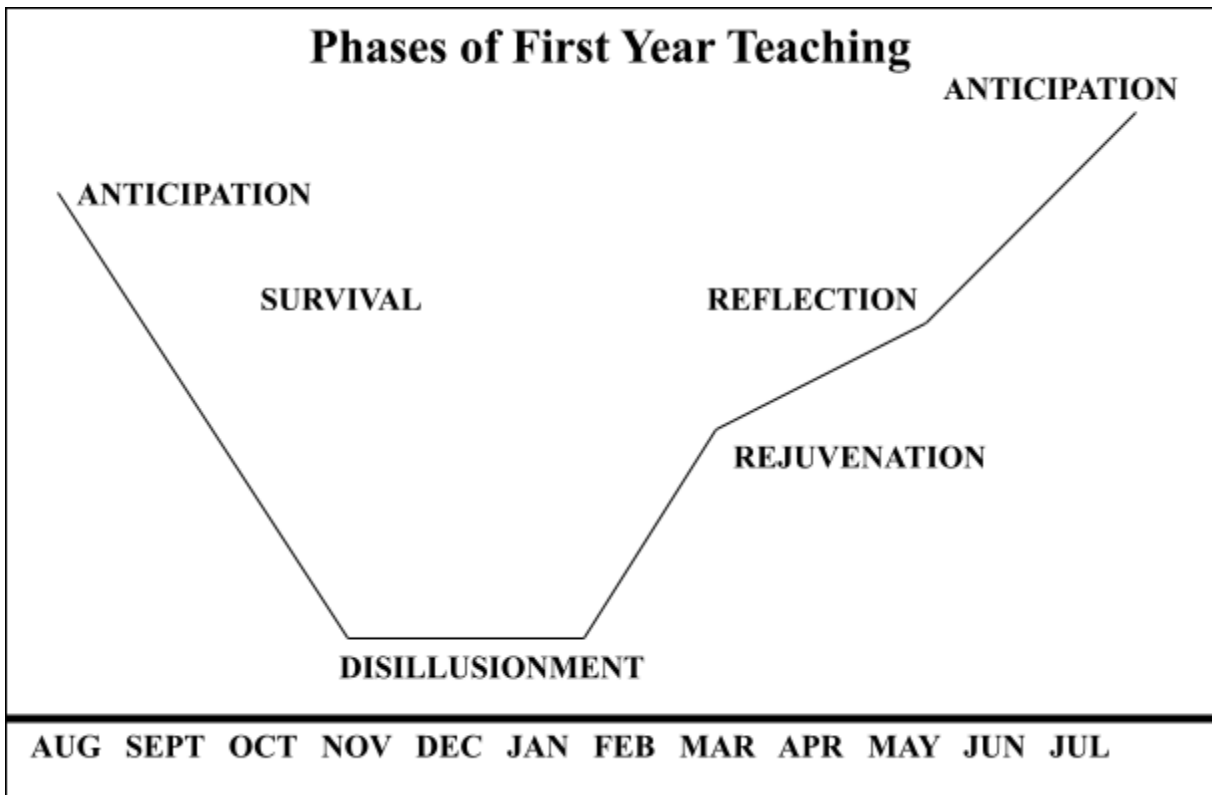 Phases of First Year Teaching
ANTICIPATION
ANTICIPATION
SURVIVAL
REFLECTION
REJUVENATION
DISILLUSIONMENT
AUG SEPT OCT NOV DEC JAN FEB MAR APR MAY JUN JUL